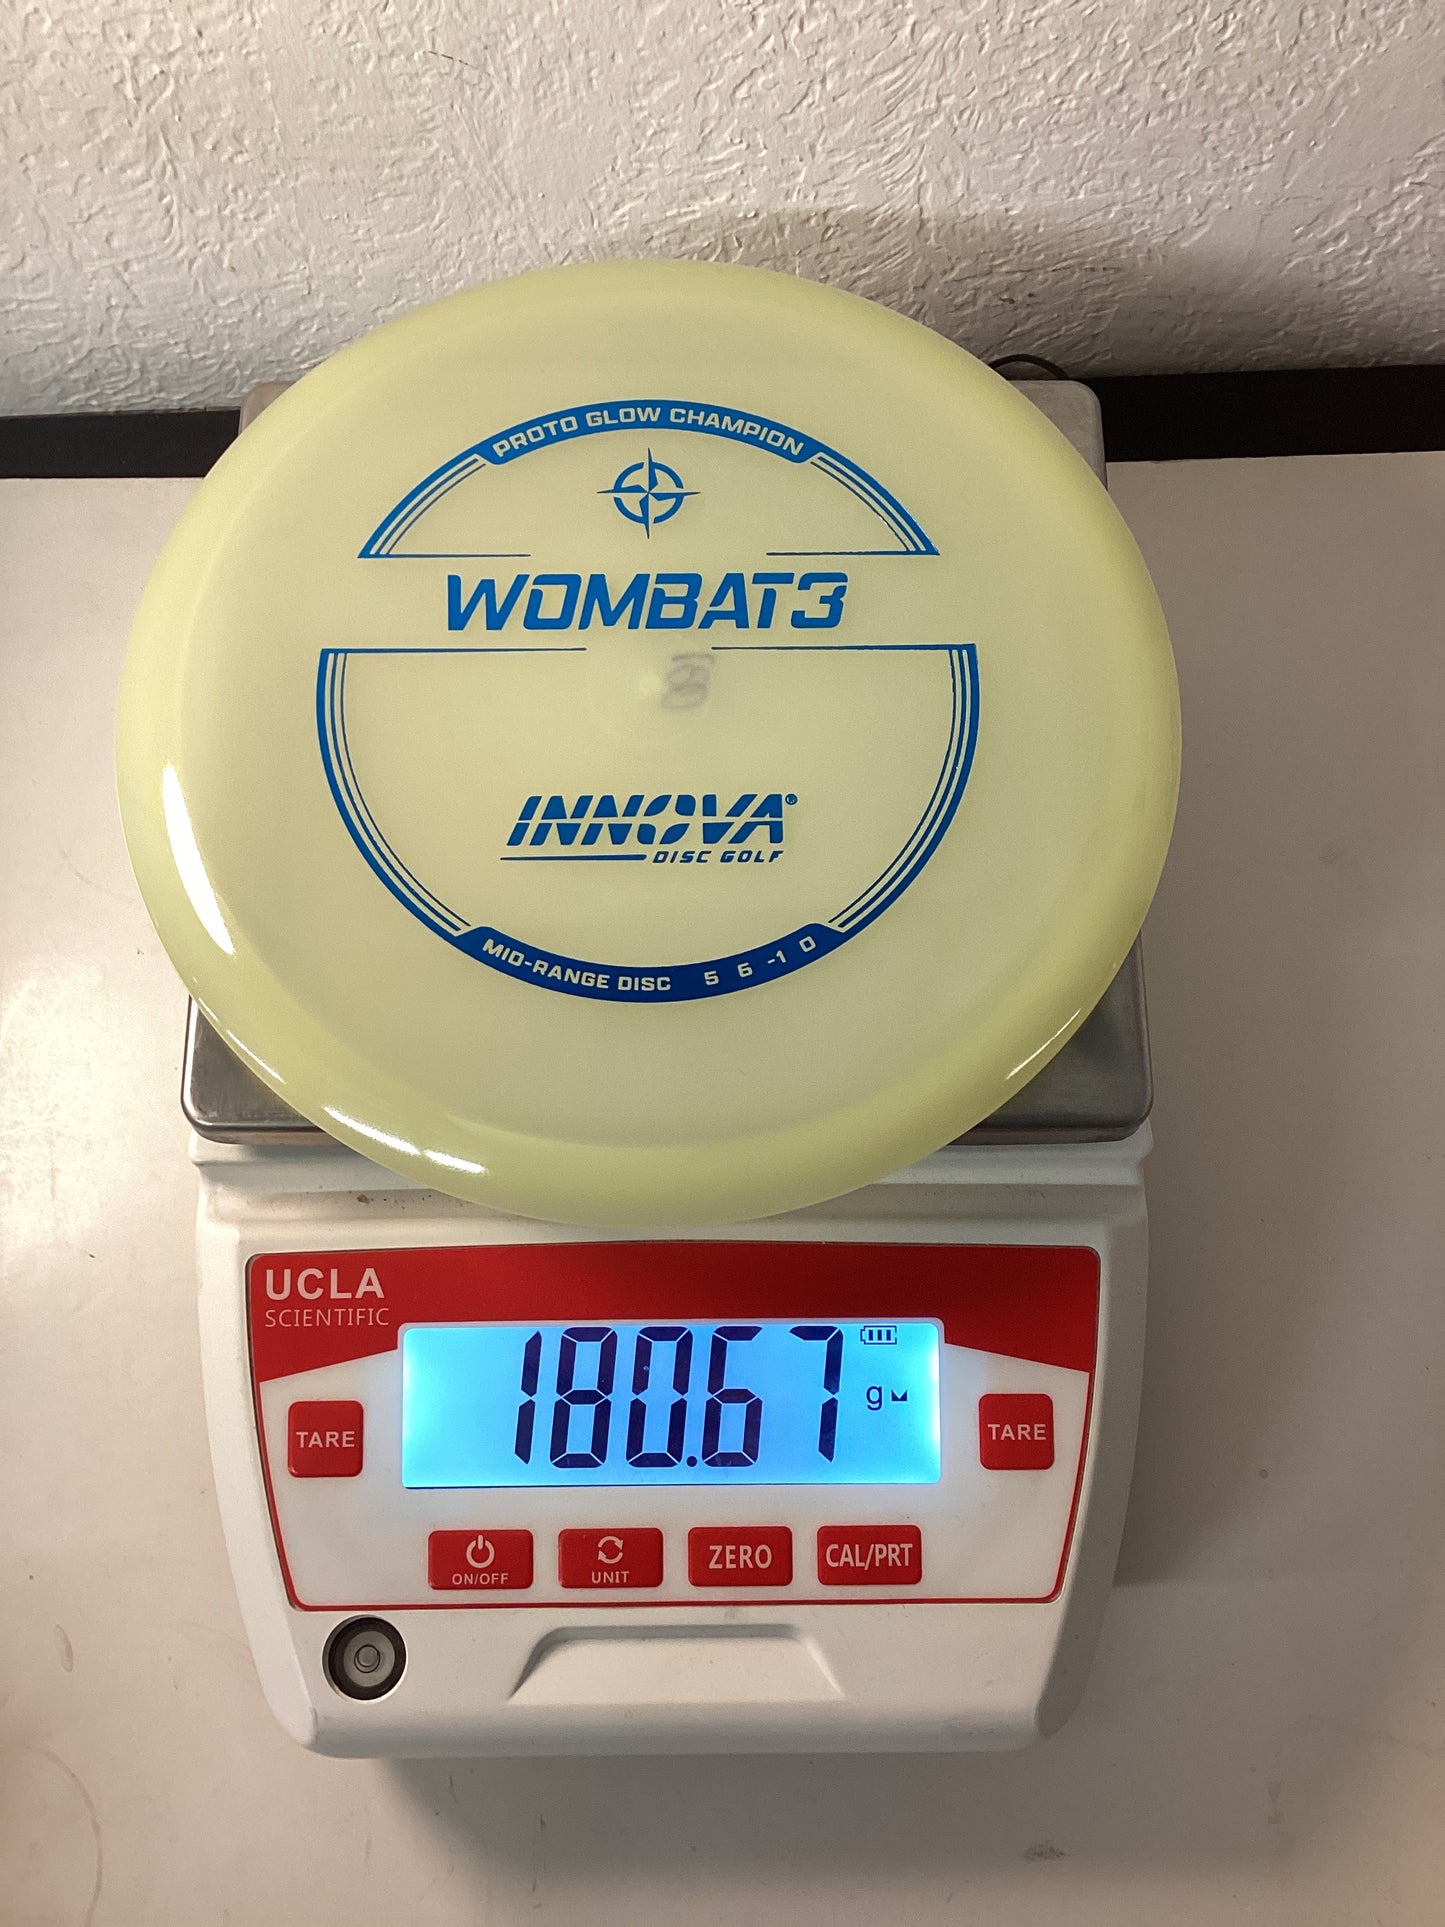 PROTO GLOW CHAMPION
WOMBAT3
INNOVA®
DISC GOLF
MID-RANGE DISC 5 6 -1 0
UCLA
SCIENTIFIC
180.67 g
TARE
TARE
ON/OFF
UNIT
ZERO
CAL/PRT